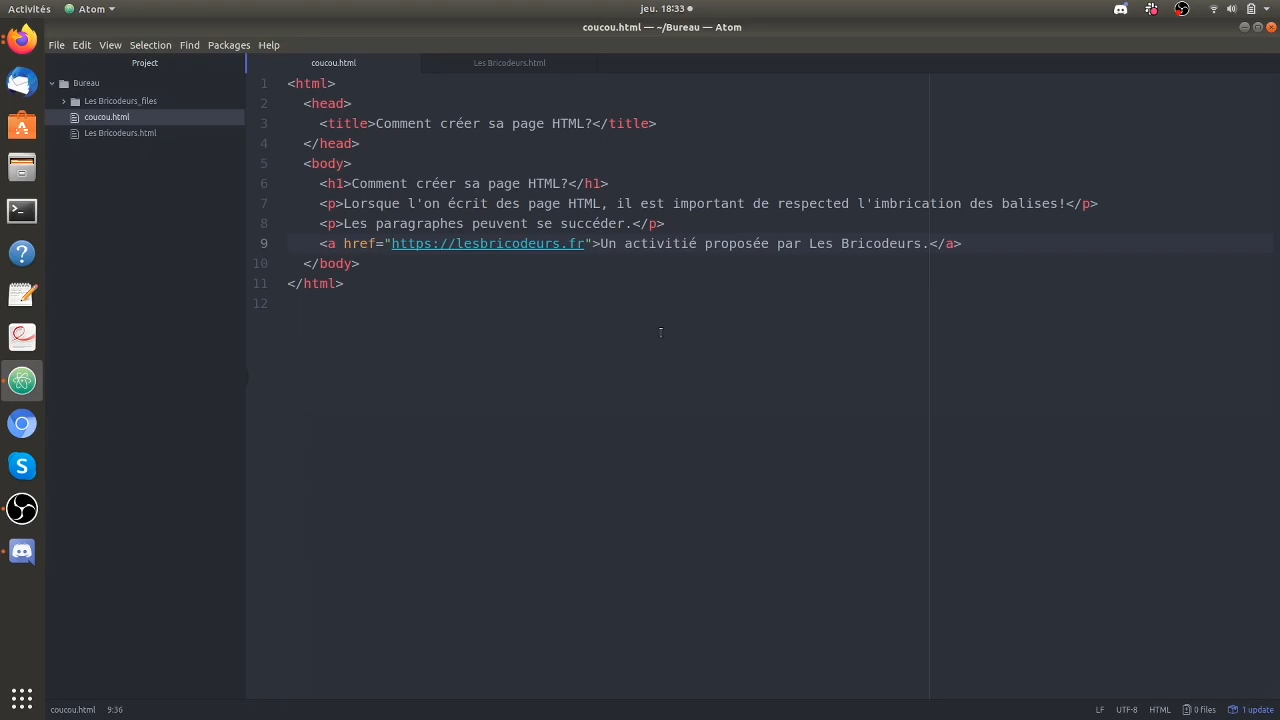 Activités Atom jeu. 18:33
coucou.html — ~/Bureau — Atom
File Edit View Selection Find Packages Help
Project coucou.html Les Bricodeurs.html
Bureau
Les Bricodeurs_files
coucou.html
Les Bricodeurs.html
1 <html>
2 <head>
3 <title>Comment créer sa page HTML?</title>
4 </head>
5 <body>
6 <h1>Comment créer sa page HTML?</h1>
7 <p>Lorsque l'on écrit des page HTML, il est important de respected l'imbrication des balises!</p>
8 <p>Les paragraphes peuvent se succéder.</p>
9 <a href="https://lesbricodeurs.fr">Un activitié proposée par Les Bricodeurs.</a>
10 </body>
11 </html>
12
coucou.html 9:36 LF UTF-8 HTML 0 files 1 update